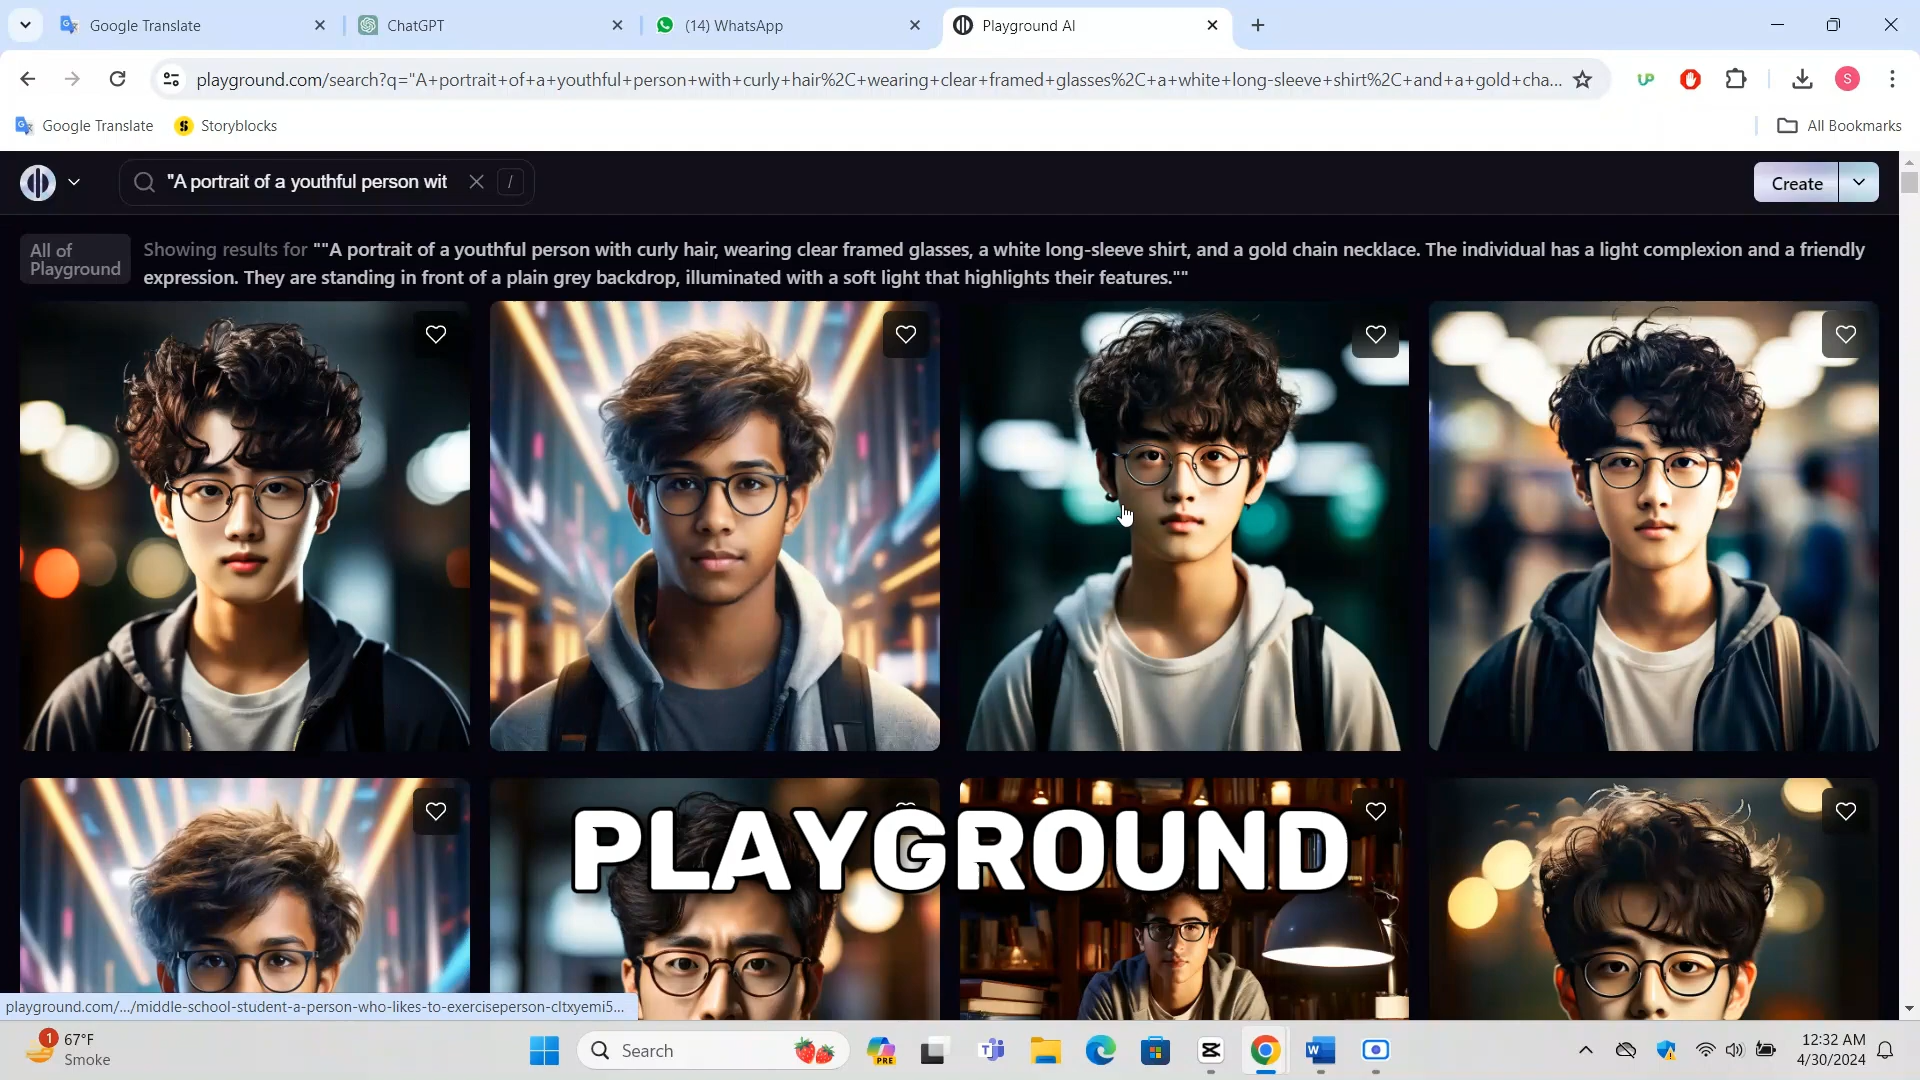 Google Translate
ChatGPT
(14) WhatsApp
Playground AI
playground.com/search?q="A+portrait+of+a+youthful+person+with+curly+hair%2C+wearing+clear+framed+glasses%2C+a+white+long-sleeve+shirt%2C+and+a+gold+cha...
UP
S
Google Translate
Storyblocks
All Bookmarks
"A portrait of a youthful person wit
/
Create
All of
Playground
Showing results for ""A portrait of a youthful person with curly hair, wearing clear framed glasses, a white long-sleeve shirt, and a gold chain necklace. The individual has a light complexion and a friendly
expression. They are standing in front of a plain grey backdrop, illuminated with a soft light that highlights their features.""
PLAYGROUND
playground.com/.../middle-school-student-a-person-who-likes-to-exerciseperson-cltxyemi5...
1
67°F
Smoke
Search
PRE
12:32 AM
4/30/2024